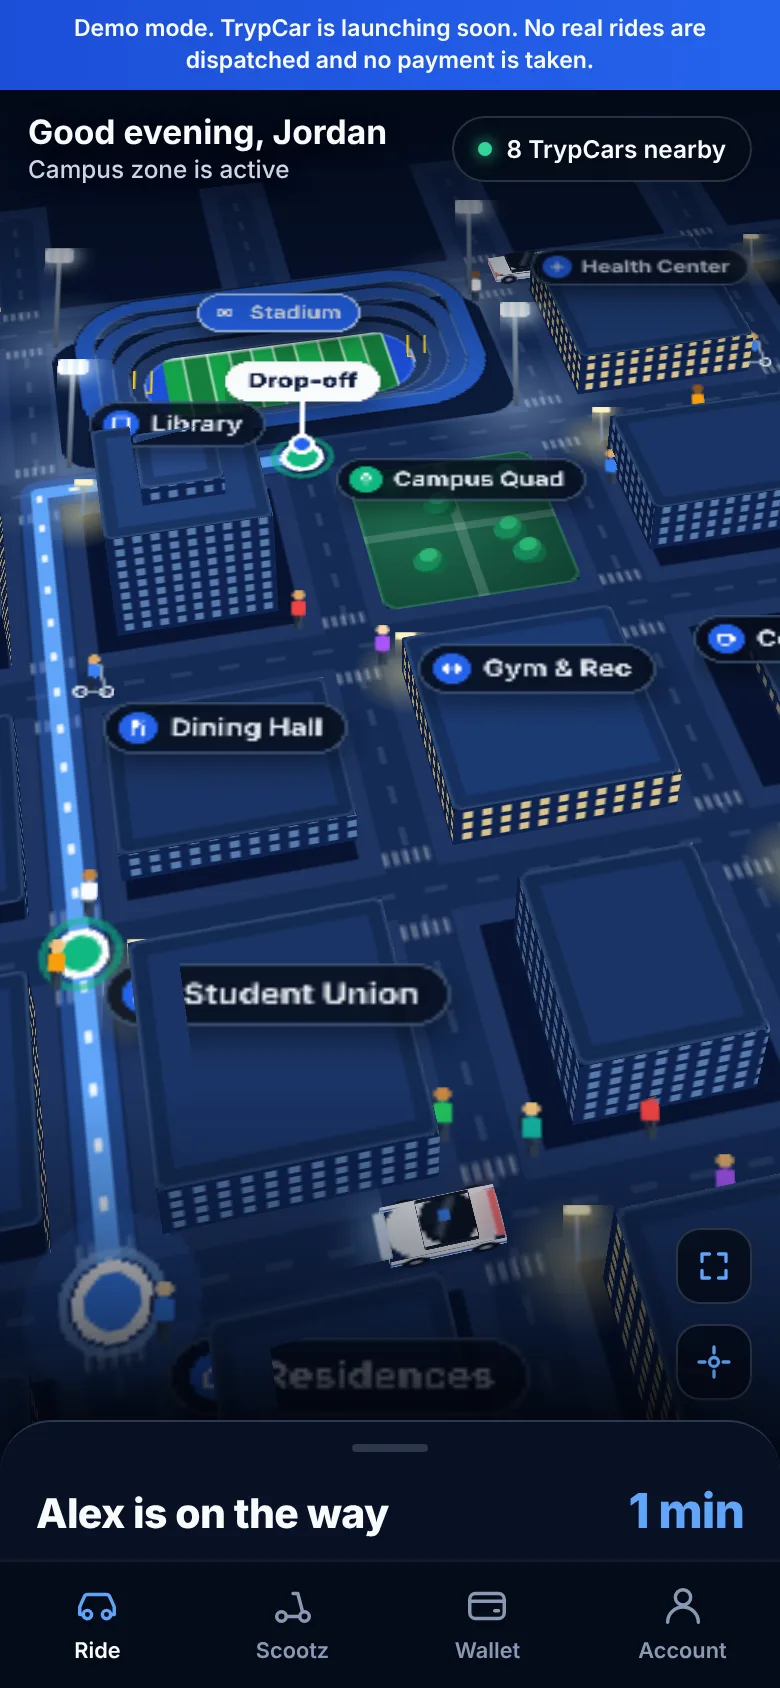 Demo mode. TrypCar is launching soon. No real rides are
dispatched and no payment is taken.
Good evening, Jordan
Campus zone is active
8 TrypCars nearby
Health Center
Stadium
Drop-off
Library
Campus Quad
Gym & Rec
Dining Hall
Student Union
Residences
Alex is on the way
1 min
Ride
Scootz
Wallet
Account